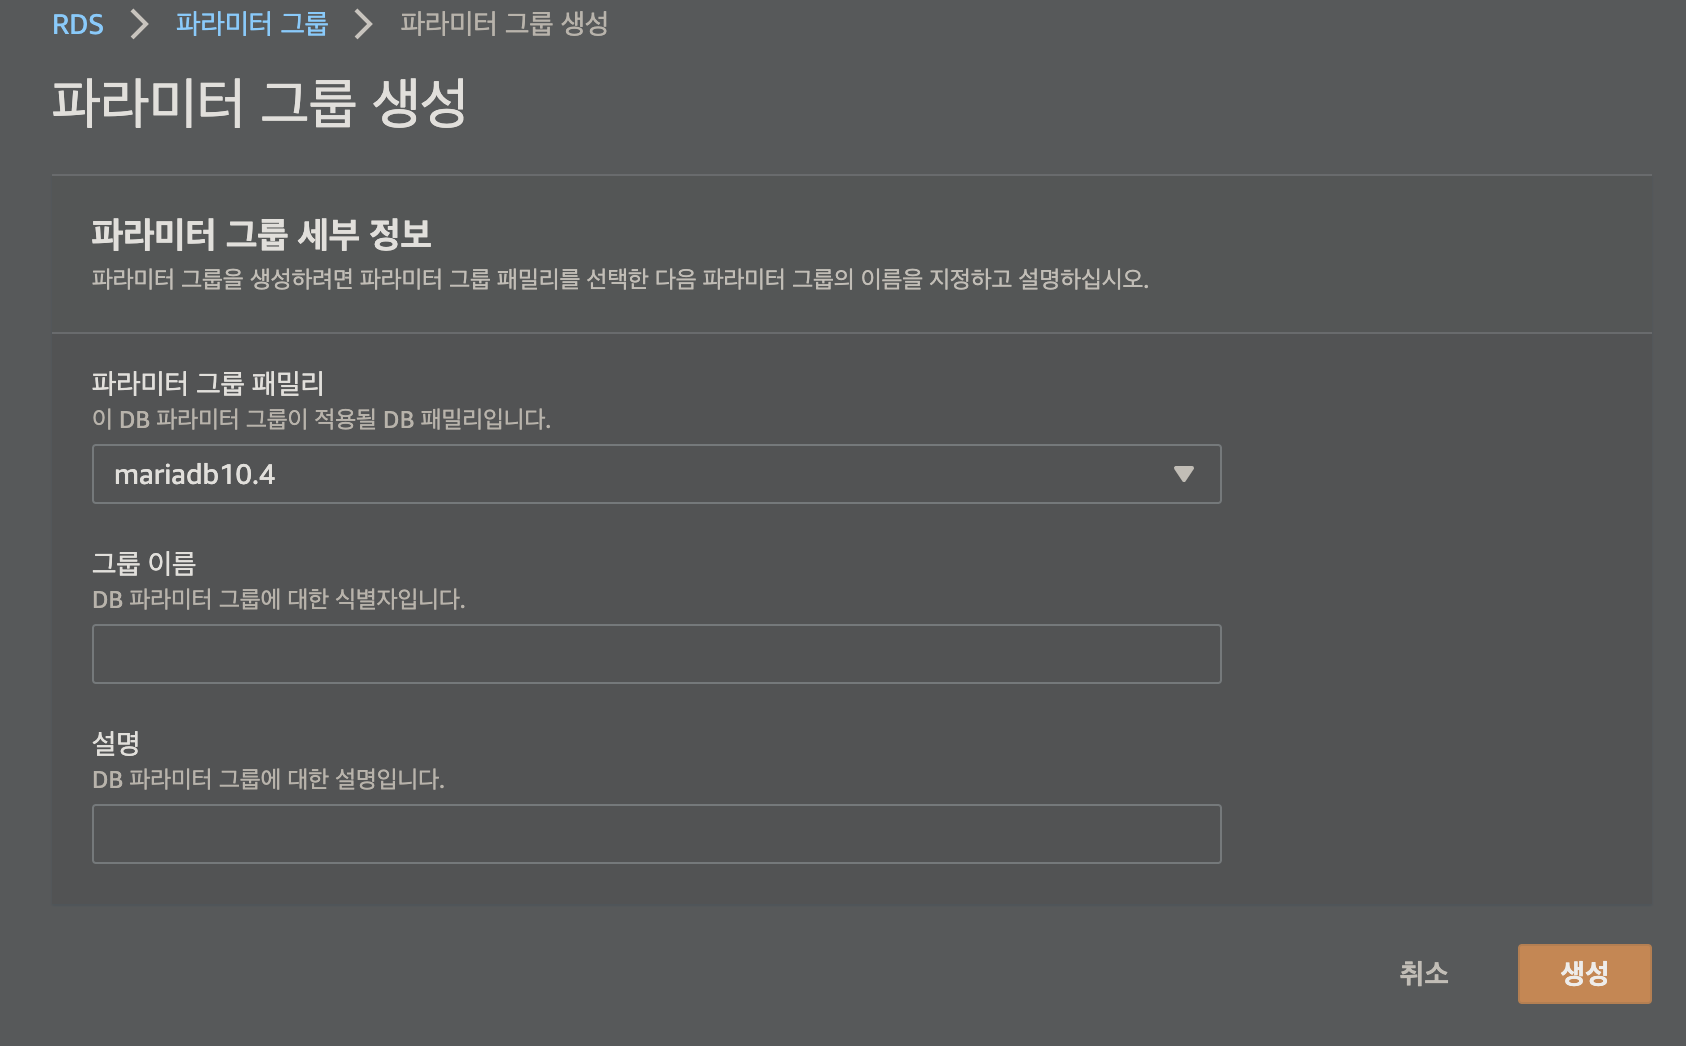 RDS > 파라미터 그룹 > 파라미터 그룹 생성
파라미터 그룹 생성
파라미터 그룹 세부 정보
파라미터 그룹을 생성하려면 파라미터 그룹 패밀리를 선택한 다음 파라미터 그룹의 이름을 지정하고 설명하십시오.
파라미터 그룹 패밀리
이 DB 파라미터 그룹이 적용될 DB 패밀리입니다.
mariadb10.4
그룹 이름
DB 파라미터 그룹에 대한 식별자입니다.
설명
DB 파라미터 그룹에 대한 설명입니다.
취소 생성